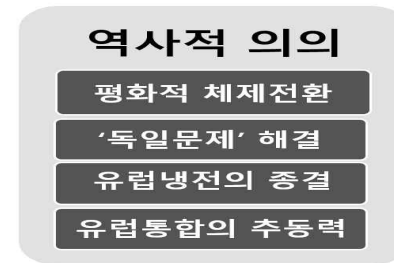 역사적 의의
평화적 체제전환
‘독일문제’ 해결
유럽냉전의 종결
유럽통합의 추동력